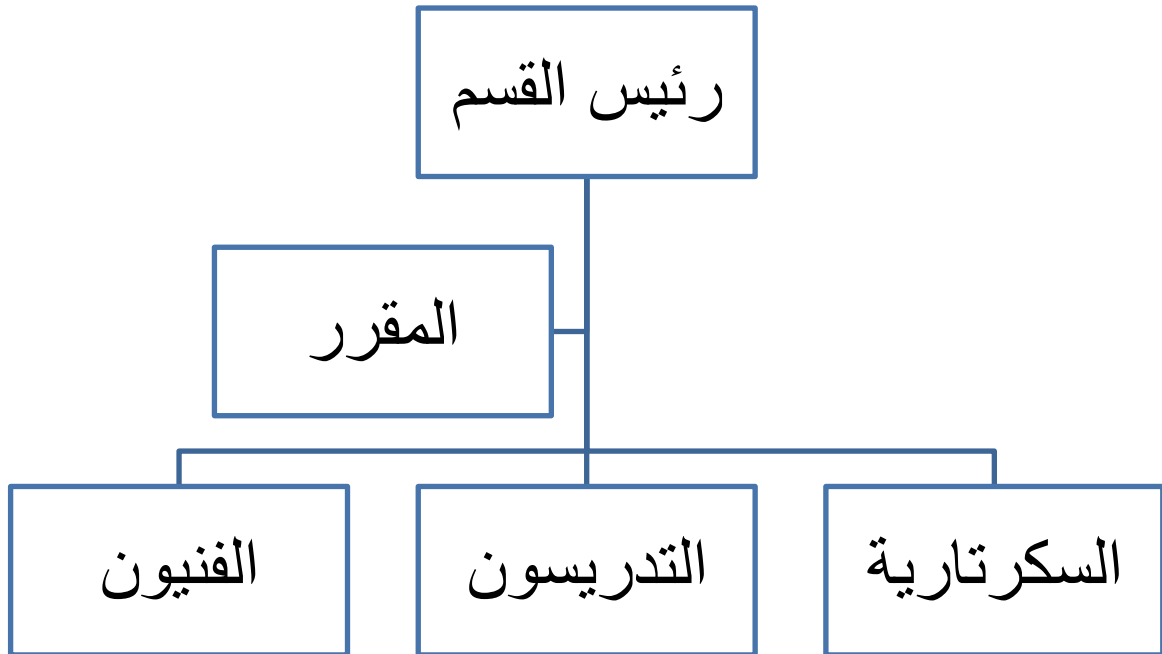 رئيس القسم
المقرر
السكرتارية
التدريسون
الفنيون